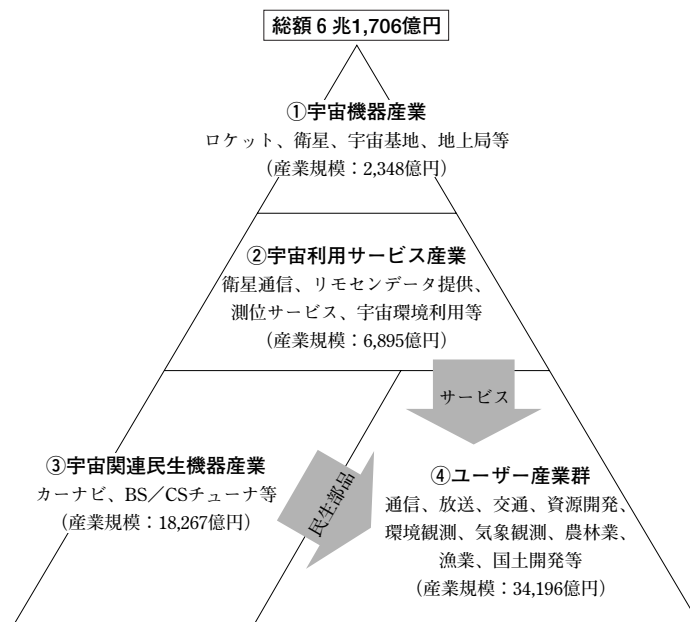 総額6兆1,706億円
①宇宙機器産業
ロケット、衛星、宇宙基地、地上局等
（産業規模：2,348億円）
②宇宙利用サービス産業
衛星通信、リモセンデータ提供、
測位サービス、宇宙環境利用等
（産業規模：6,895億円）
サービス
③宇宙関連民生機器産業
カーナビ、BS／CSチューナ等
（産業規模：18,267億円）
民生部品
④ユーザー産業群
通信、放送、交通、資源開発、
環境観測、気象観測、農林業、
漁業、国土開発等
（産業規模：34,196億円）